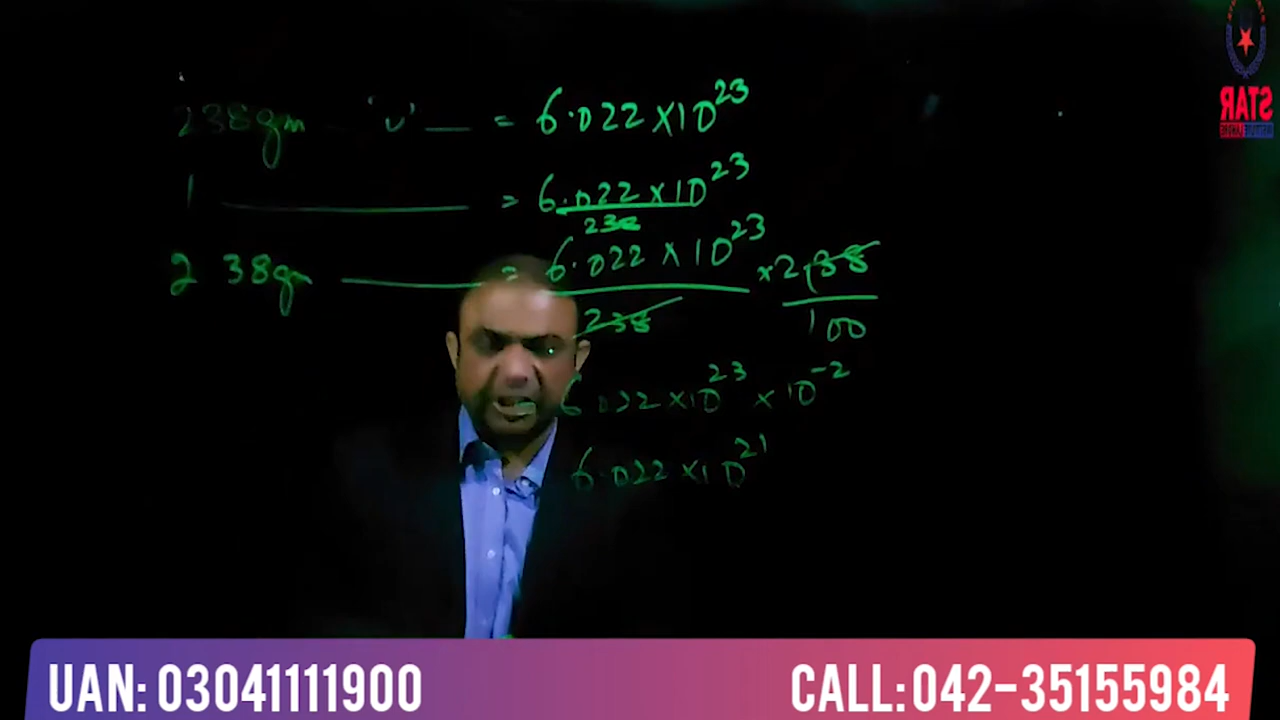 238gm 'U' = 6.022 x 10^23
1 = 6.022 x 10^23 / 238
2 38gm = 6.022 x 10^23 / 238 x 2.38 / 100
6.022 x 10^23 x 10^-2
6.022 x 10^21
STAR
UAN: 03041111900
CALL: 042-35155984